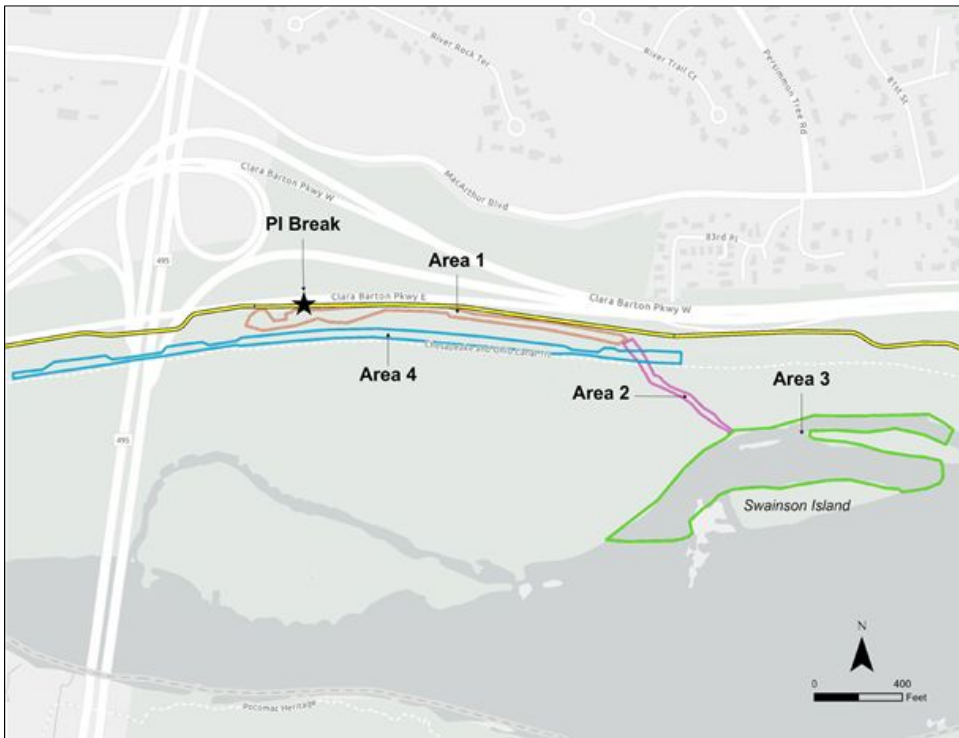 River Rock Ter
River Trail Ct
Persimmon Tree Rd
81st St
Clara Barton Pkwy W
MacArthur Blvd
83rd Pl
PI Break
Area 1
495
Clara Barton Pkwy E
Clara Barton Pkwy W
Chesapeake and Ohio Canal Trl
Area 4
Area 2
Area 3
495
Swainson Island
N
0 400
Feet
Potomac Heritage